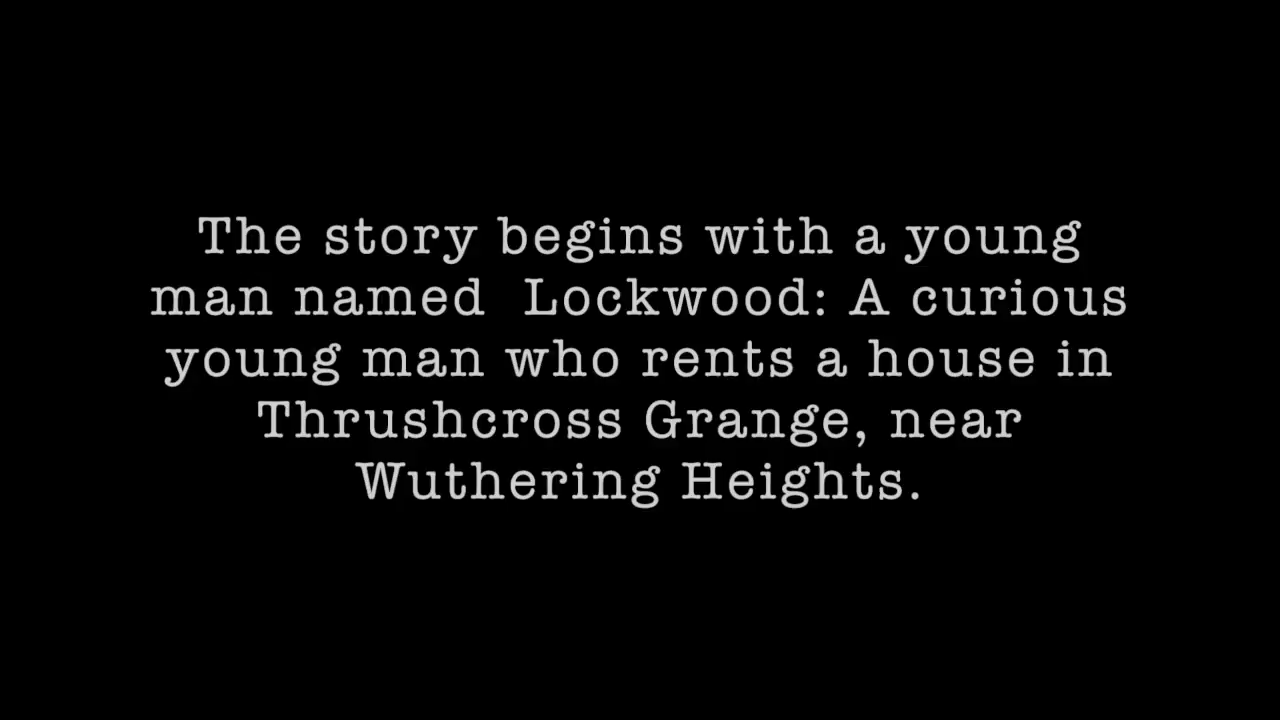 The story begins with a young
man named  Lockwood: A curious
young man who rents a house in
Thrushcross Grange, near
Wuthering Heights.